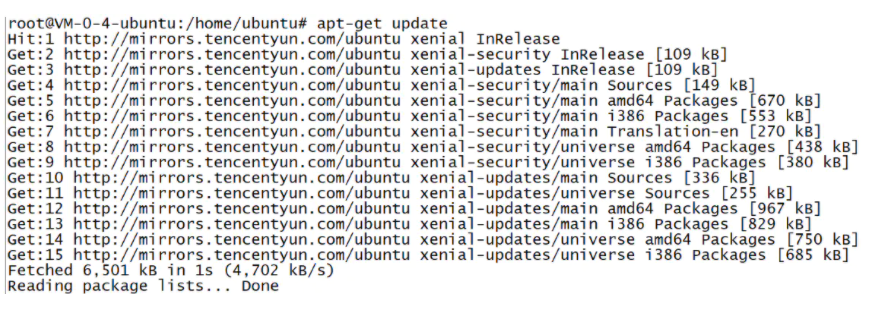 root@VM-0-4-ubuntu:/home/ubuntu# apt-get update
Hit:1 http://mirrors.tencentyun.com/ubuntu xenial InRelease
Get:2 http://mirrors.tencentyun.com/ubuntu xenial-security InRelease [109 kB]
Get:3 http://mirrors.tencentyun.com/ubuntu xenial-updates InRelease [109 kB]
Get:4 http://mirrors.tencentyun.com/ubuntu xenial-security/main Sources [149 kB]
Get:5 http://mirrors.tencentyun.com/ubuntu xenial-security/main amd64 Packages [670 kB]
Get:6 http://mirrors.tencentyun.com/ubuntu xenial-security/main i386 Packages [553 kB]
Get:7 http://mirrors.tencentyun.com/ubuntu xenial-security/main Translation-en [270 kB]
Get:8 http://mirrors.tencentyun.com/ubuntu xenial-security/universe amd64 Packages [438 kB]
Get:9 http://mirrors.tencentyun.com/ubuntu xenial-security/universe i386 Packages [380 kB]
Get:10 http://mirrors.tencentyun.com/ubuntu xenial-updates/main Sources [336 kB]
Get:11 http://mirrors.tencentyun.com/ubuntu xenial-updates/universe Sources [255 kB]
Get:12 http://mirrors.tencentyun.com/ubuntu xenial-updates/main amd64 Packages [967 kB]
Get:13 http://mirrors.tencentyun.com/ubuntu xenial-updates/main i386 Packages [829 kB]
Get:14 http://mirrors.tencentyun.com/ubuntu xenial-updates/universe amd64 Packages [750 kB]
Get:15 http://mirrors.tencentyun.com/ubuntu xenial-updates/universe i386 Packages [685 kB]
Fetched 6,501 kB in 1s (4,702 kB/s)
Reading package lists... Done